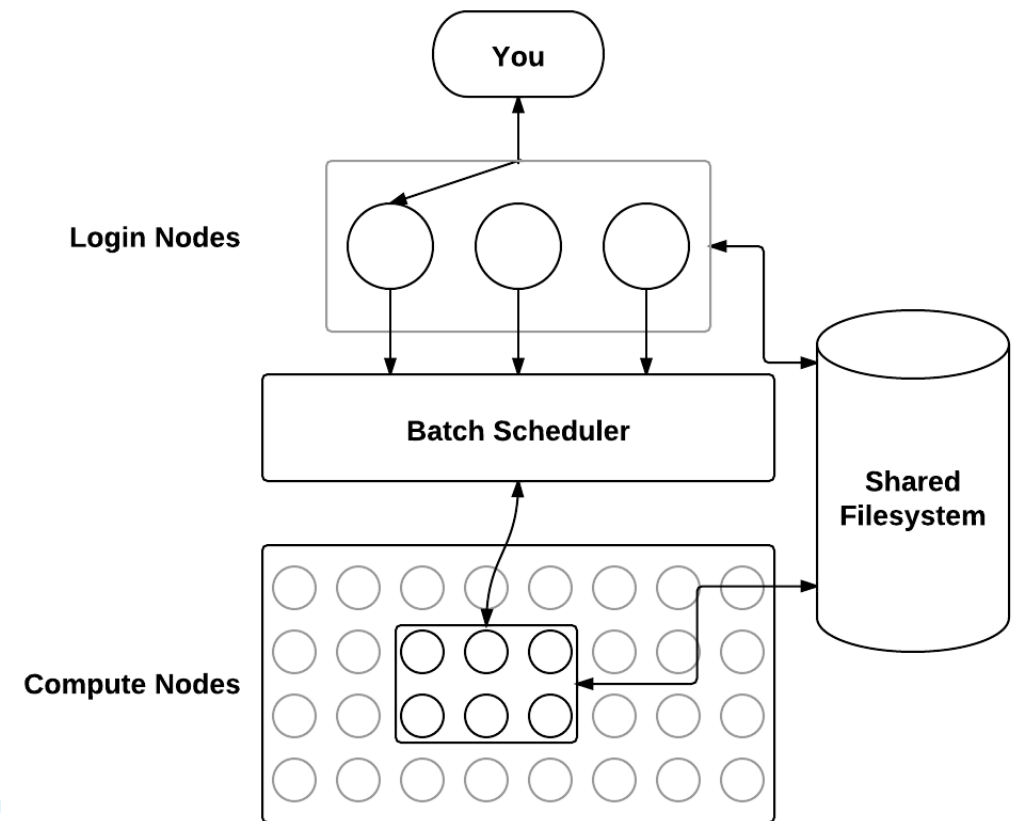 You
Login Nodes
Batch Scheduler
Shared
Filesystem
Compute Nodes